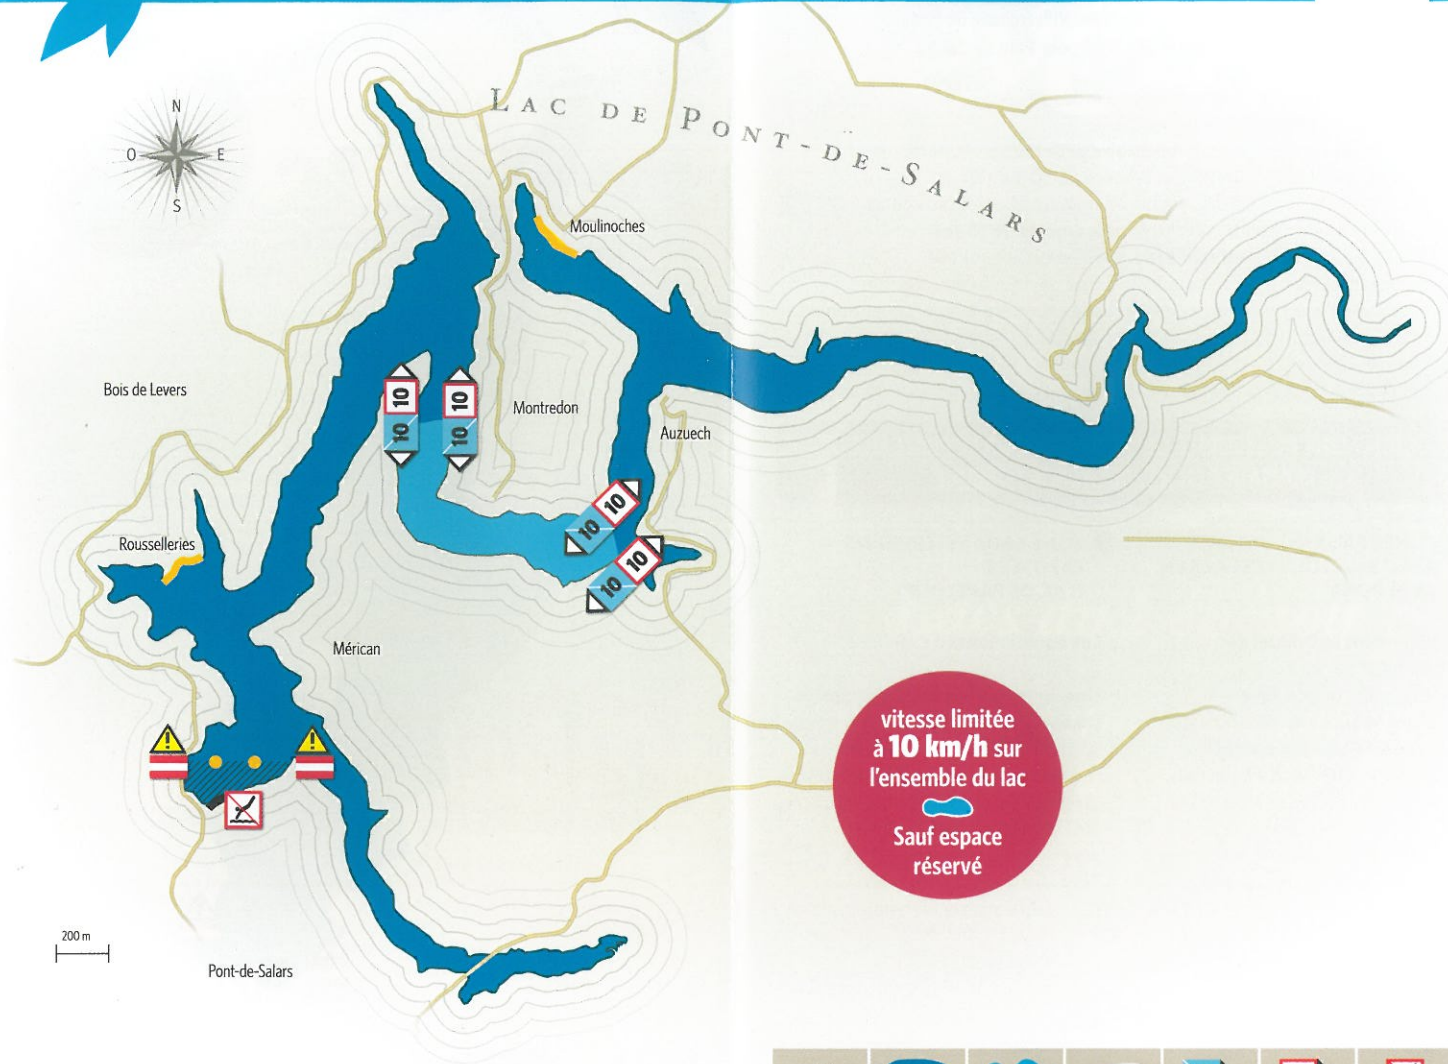 LAC DE PONT-DE-SALARS
N
O
E
S
Moulinoches
Bois de Levers
10
10
10
10
Montredon
Auzuech
10
10
Rousselleries
10
10
Mérican
vitesse limitée
à 10 km/h sur
l'ensemble du lac
Sauf espace
réservé
!
!
200 m
Pont-de-Salars